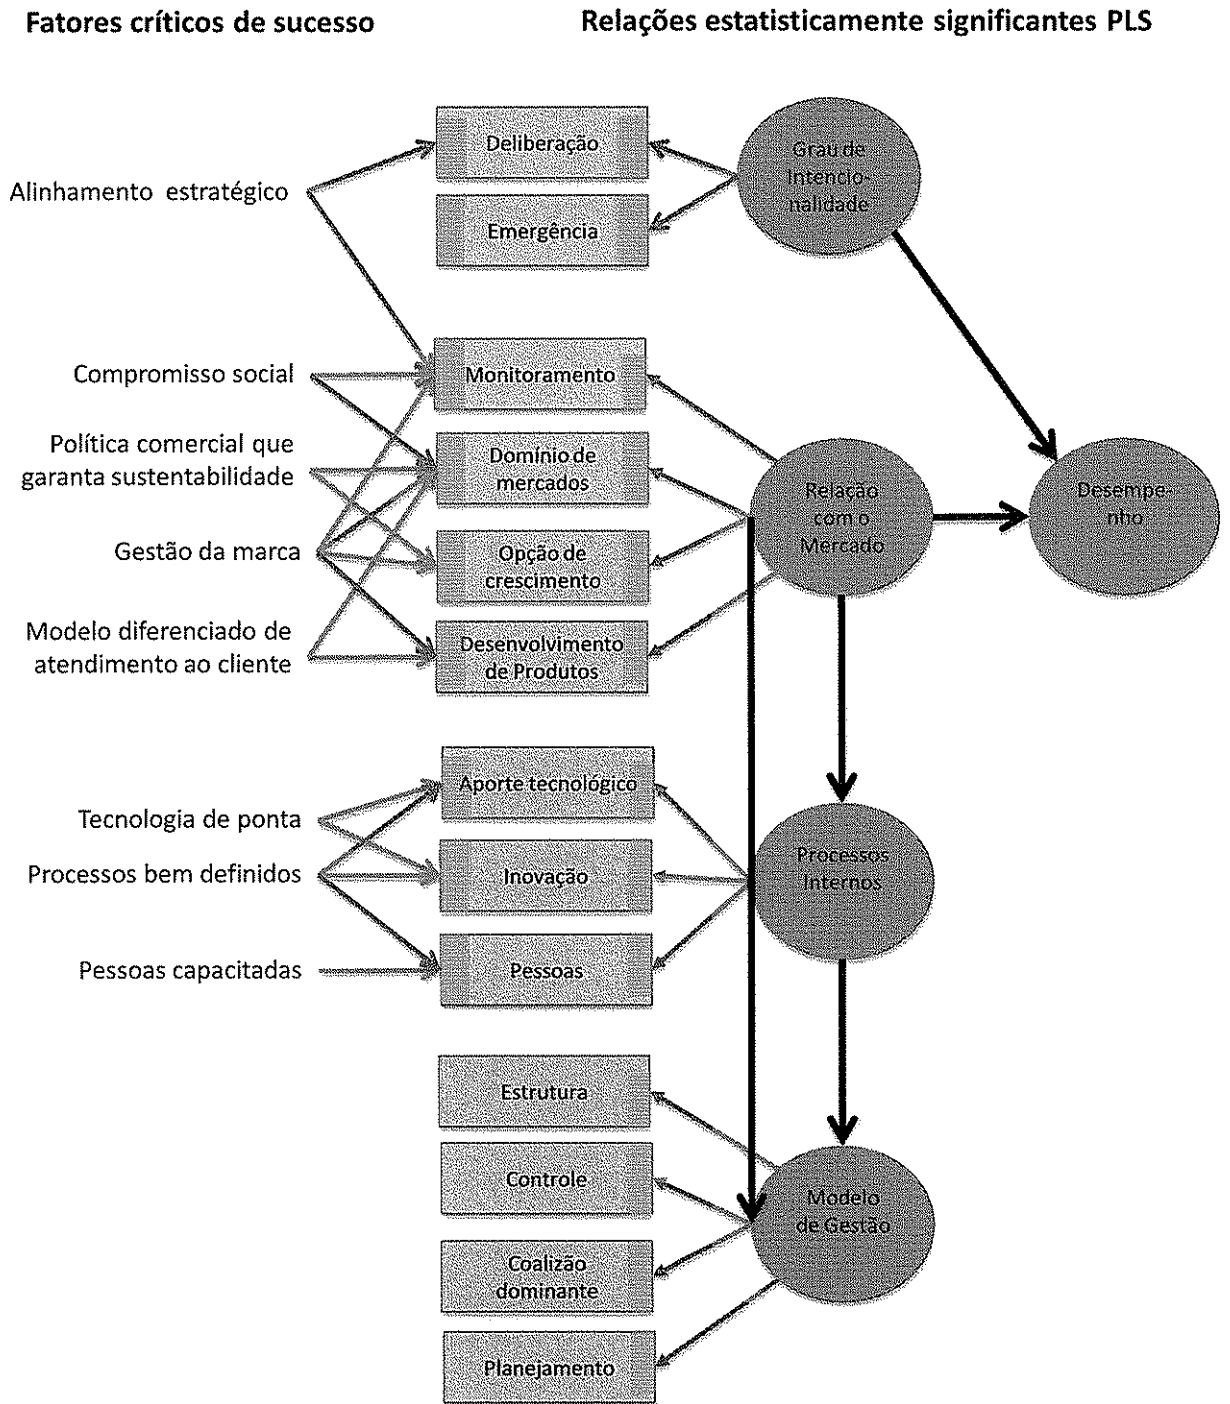 Fatores críticos de sucesso
Relações estatisticamente significantes PLS
Alinhamento estratégico
Compromisso social
Política comercial que
garanta sustentabilidade
Gestão da marca
Modelo diferenciado de
atendimento ao cliente
Tecnologia de ponta
Processos bem definidos
Pessoas capacitadas
Deliberação
Emergência
Monitoramento
Domínio de
mercados
Opção de
crescimento
Desenvolvimento
de Produtos
Aporte tecnológico
Inovação
Pessoas
Estrutura
Controle
Coalizão
dominante
Planejamento
Grau de
Intencio-
nalidade
Relação
com o
Mercado
Desempe-
nho
Processos
Internos
Modelo
de Gestão